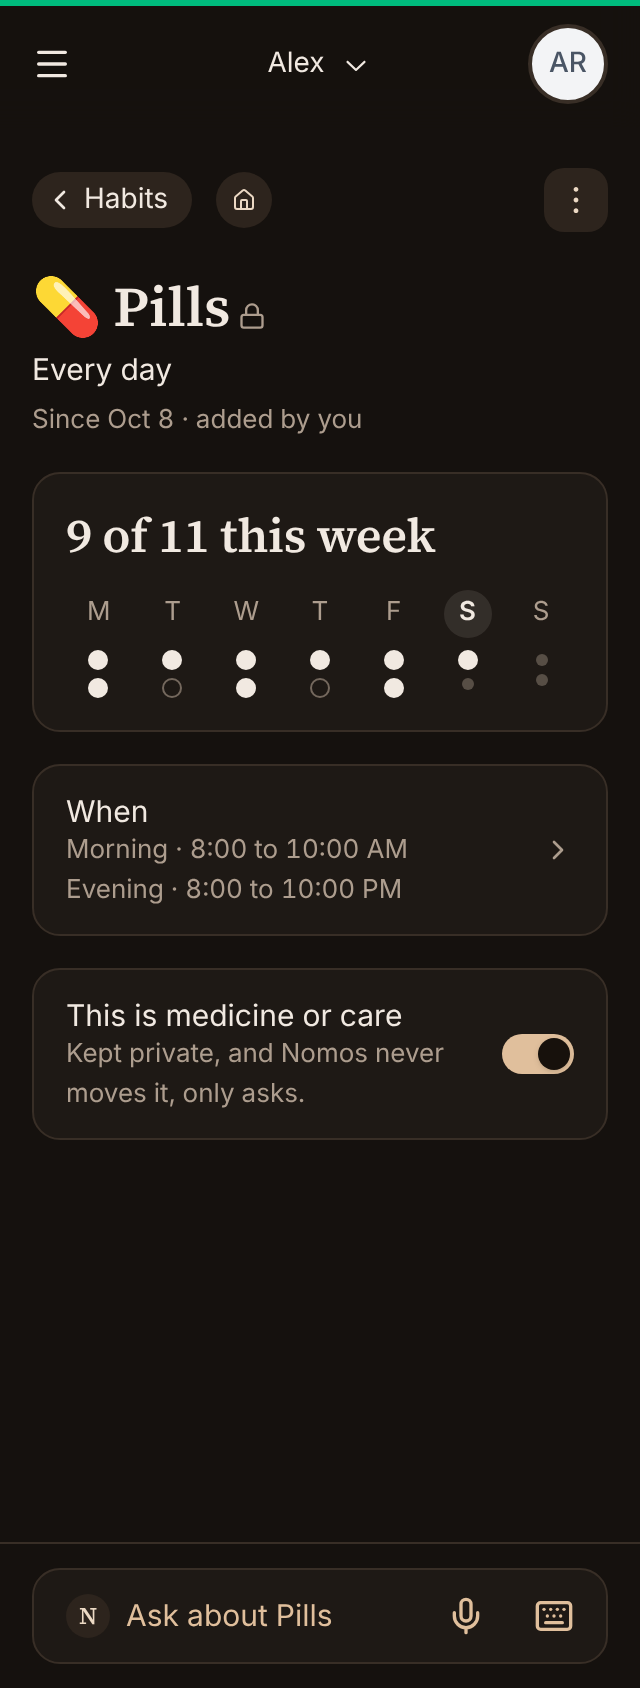 Alex
AR
Habits
Pills
Every day
Since Oct 8 · added by you
9 of 11 this week
M T W T F S S
When
Morning · 8:00 to 10:00 AM
Evening · 8:00 to 10:00 PM
This is medicine or care
Kept private, and Nomos never
moves it, only asks.
N Ask about Pills